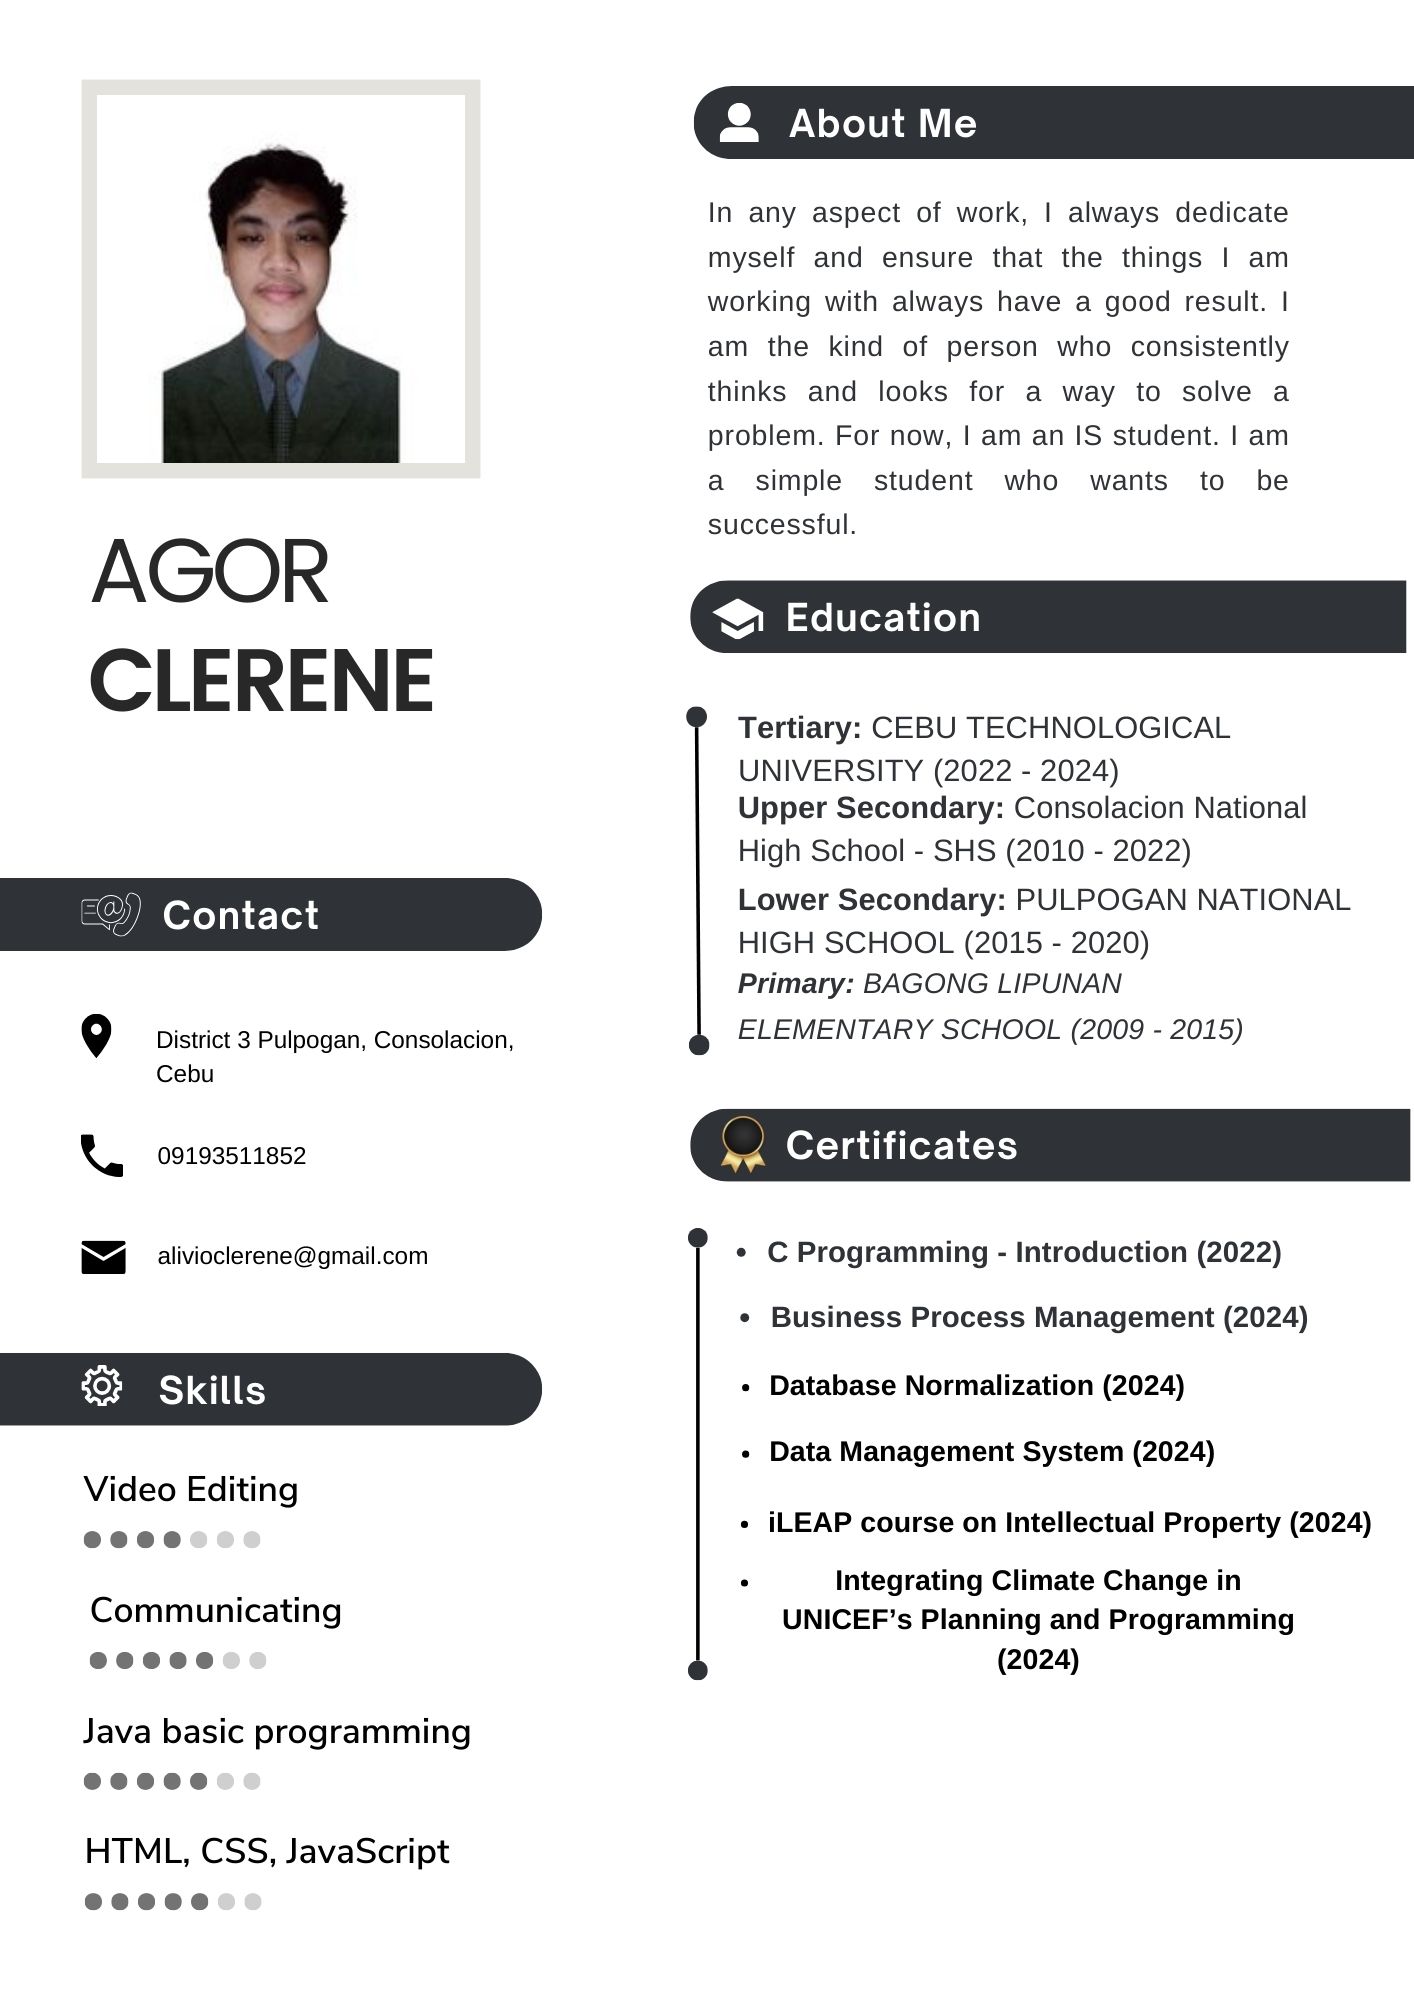 AGOR
CLERENE
Contact
District 3 Pulpogan, Consolacion,
Cebu
09193511852
alivioclerene@gmail.com
Skills
Video Editing
Communicating
Java basic programming
HTML, CSS, JavaScript
About Me
In any aspect of work, I always dedicate
myself and ensure that the things I am
working with always have a good result. I
am the kind of person who consistently
thinks and looks for a way to solve a
problem. For now, I am an IS student. I am
a simple student who wants to be
successful.
Education
Tertiary: CEBU TECHNOLOGICAL
UNIVERSITY (2022 - 2024)
Upper Secondary: Consolacion National
High School - SHS (2010 - 2022)
Lower Secondary: PULPOGAN NATIONAL
HIGH SCHOOL (2015 - 2020)
Primary: BAGONG LIPUNAN
ELEMENTARY SCHOOL (2009 - 2015)
Certificates
• C Programming - Introduction (2022)
• Business Process Management (2024)
• Database Normalization (2024)
• Data Management System (2024)
• iLEAP course on Intellectual Property (2024)
• Integrating Climate Change in
UNICEF’s Planning and Programming
(2024)